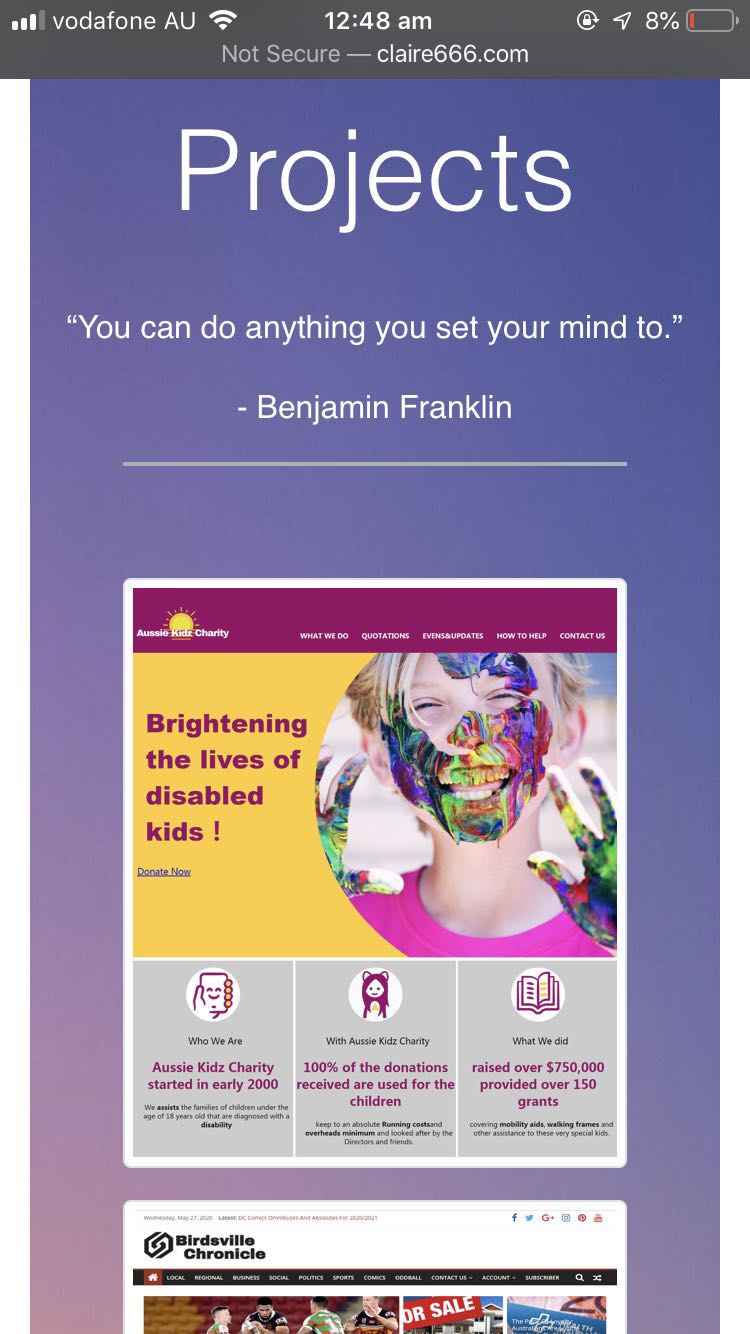 vodafone AU 12:48 am 8%
Not Secure — claire666.com
Projects
“You can do anything you set your mind to.”
- Benjamin Franklin
Aussie Kidz Charity
WHAT WE DO QUOTATIONS EVENS&UPDATES HOW TO HELP CONTACT US
Brightening
the lives of
disabled
kids !
Donate Now
Who We Are
Aussie Kidz Charity
started in early 2000
We assists the families of children under the
age of 18 years old that are diagnosed with a
disability
With Aussie Kidz Charity
100% of the donations
received are used for the
children
keep to an absolute Running costsand
overheads minimum and looked after by the
Directors and friends.
What We did
raised over $750,000
provided over 150
grants
covering mobility aids, walking frames and
other assistance to these very special kids.
Wednesday, May 27, 2020 Latest: DC Comics Omnibuses And Absolutes For 2020/2021
Birdsville
Chronicle
LOCAL REGIONAL BUSINESS SOCIAL POLITICS SPORTS COMICS ODDBALL CONTACT US ACCOUNT SUBSCRIBER
OR SALE